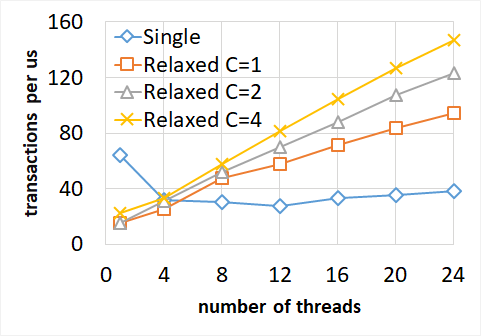 160
120
80
40
0
transactions per us
Single
Relaxed C=1
Relaxed C=2
Relaxed C=4
0 4 8 12 16 20 24
number of threads